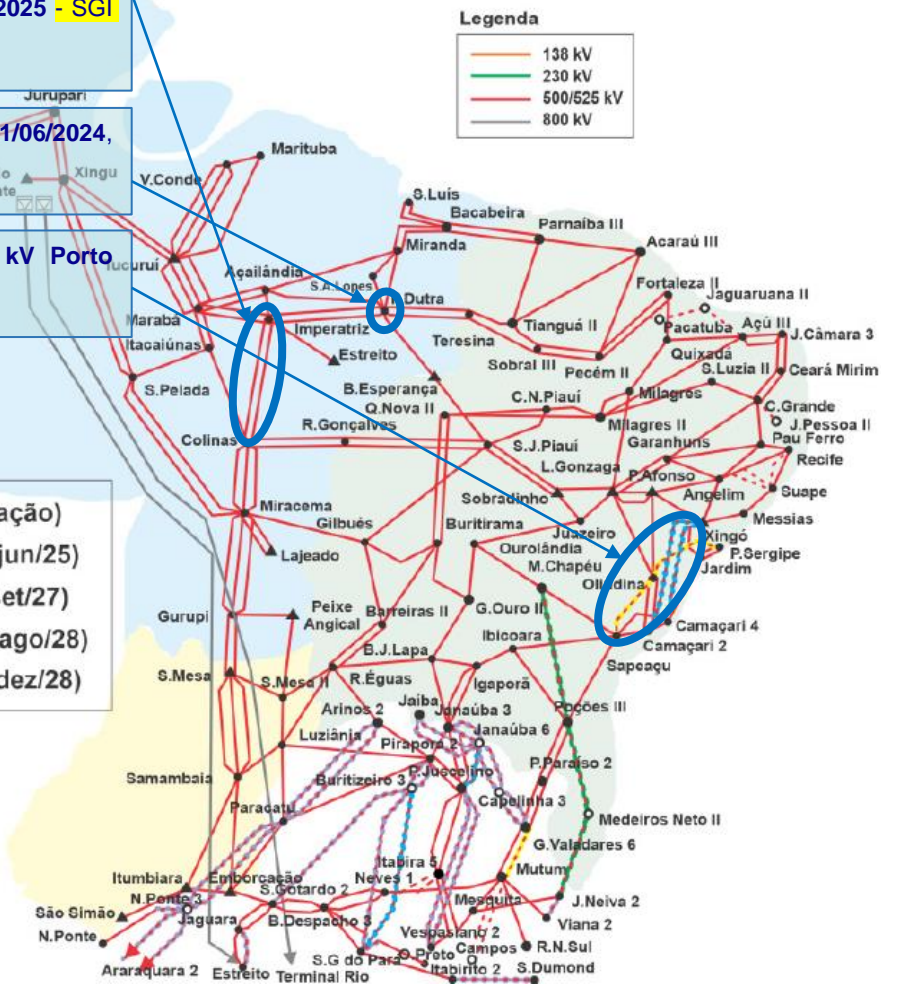 2025 - SGI
1/06/2024,
kV Porto
Legenda
138 kV
230 kV
500/525 kV
800 kV
Jurupari
Xingu
V.Conde
Marituba
Tucuruí
S.Luís
Bacabeira
Parnaíba III
Miranda
Acaraú III
Açailândia
S.A.Lopes
Fortaleza II
Jaguaruana II
P. Dutra
Marabá
Imperatriz
Teresina
Tianguá II
Pacatuba
Açú III
J.Câmara 3
Itacaiúnas
Estreito
Sobral III
Pecém II
Quixadá
S.Luzia II
Ceará Mirim
S.Pelada
B.Esperança
C.N.Piauí
Milagres
Q.Nova II
C.Grande
R.Gonçalves
Milagres II
J.Pessoa II
Colinas
S.J.Piauí
Garanhuns
Pau Ferro
Recife
L.Gonzaga
P.Afonso
Sobradinho
Angelim
Suape
Miracema
Messias
Gilbués
Buritirama
Juazeiro
Xingó
Lajeado
Ourolândia
P.Sergipe
M.Chapéu
Olindina
Jardim
ação)
jun/25)
set/27)
ago/28)
dez/28)
Gurupi
Peixe
Angical
Barreiras II
G.Ouro II
Camaçari 4
Ibicoara
Camaçari 2
B.J.Lapa
Sapeaçu
S.Mesa
S.Mesa II
R.Éguas
Igaporã
Arinos 2
Jaíba
Janaúba 3
Poções III
Luziânia
Janaúba 6
Pirapora 2
Samambaia
Buritizeiro 3
P.Juscelino
P.Paraíso 2
Paracatu
Capelinha 3
Medeiros Neto II
G.Valadares 6
Itabira 5
Mutum
Itumbiara
Emborcação
Neves 1
S.Gotardo 2
N.Ponte 3
Mesquita
J.Neiva 2
São Simão
Jaguara
B.Despacho 3
Viana 2
N.Ponte
Vespasiano 2
Campos
R.N.Sul
S.G do Pará
O.Preto
Araraquara 2
Estreito
Terminal Rio
Itabirito 2
S.Dumond